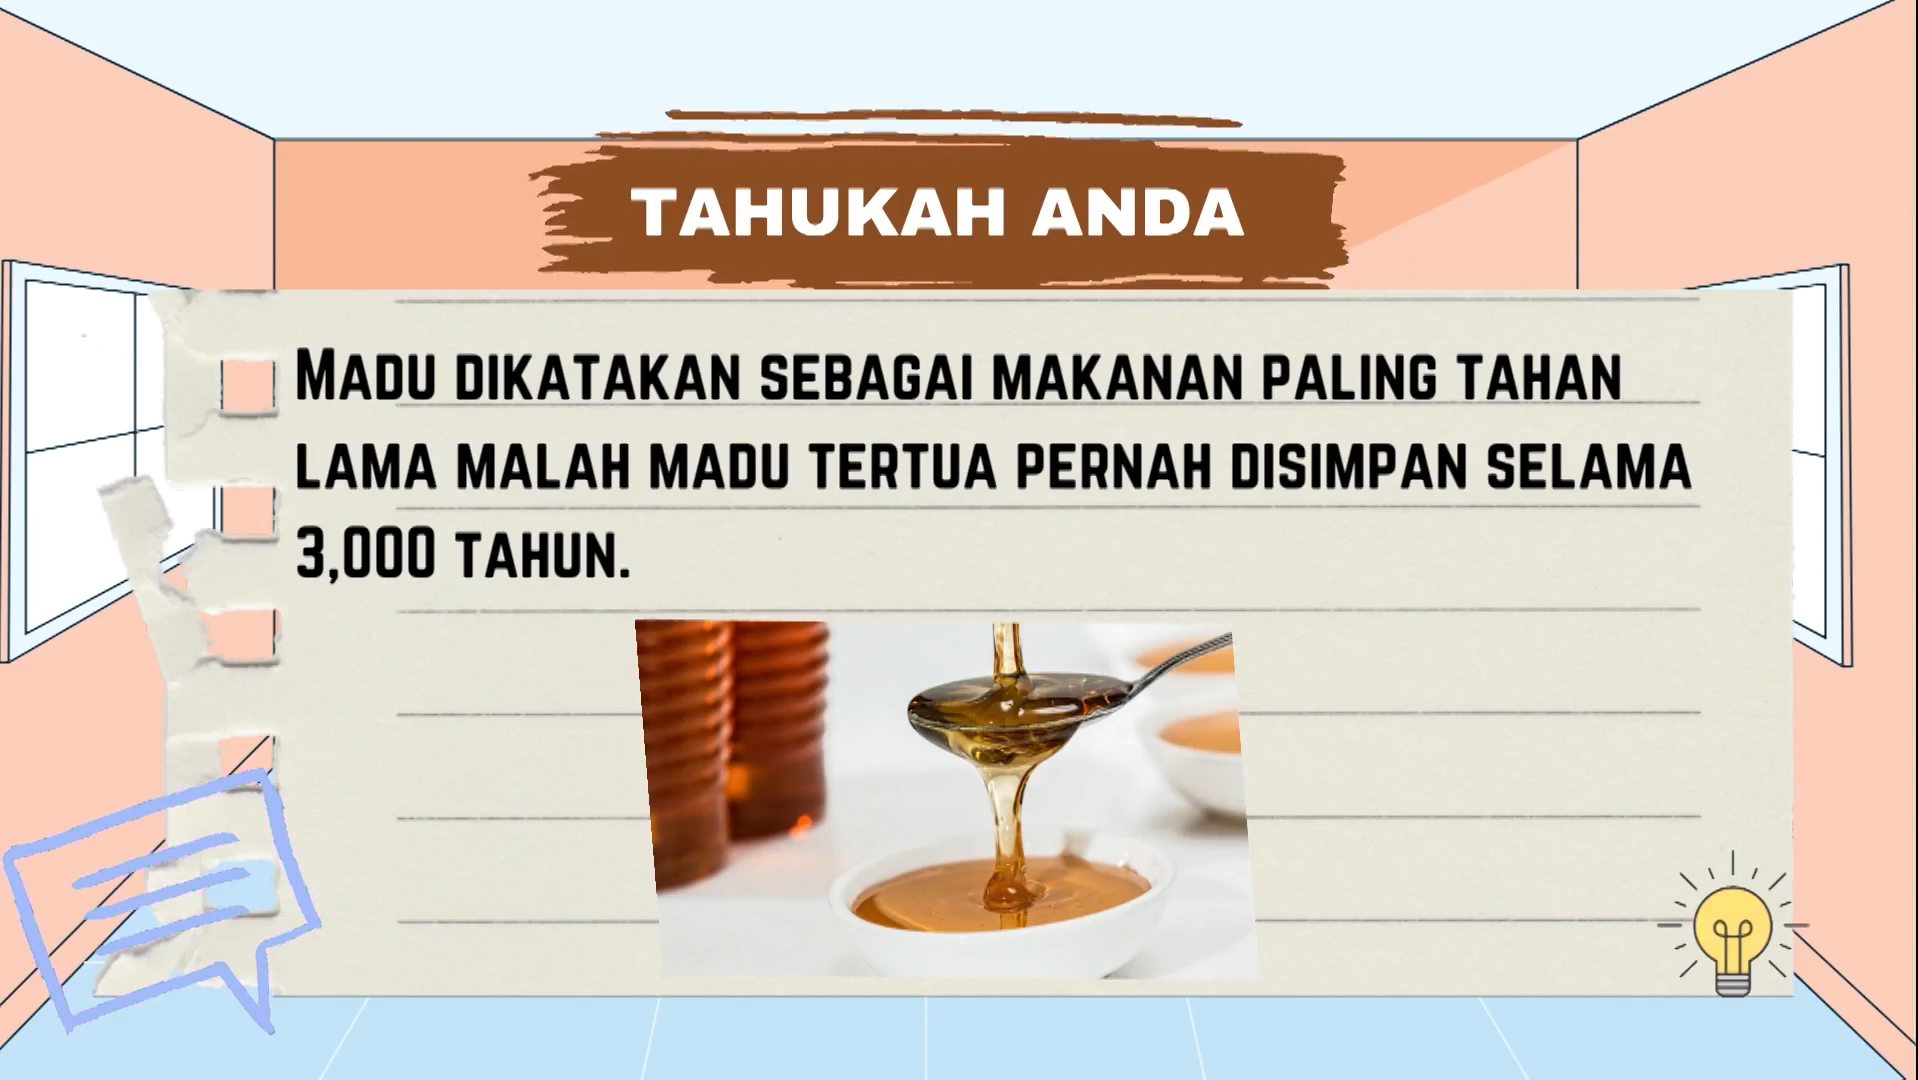 TAHUKAH ANDA
MADU DIKATAKAN SEBAGAI MAKANAN PALING TAHAN
LAMA MALAH MADU TERTUA PERNAH DISIMPAN SELAMA
3,000 TAHUN.